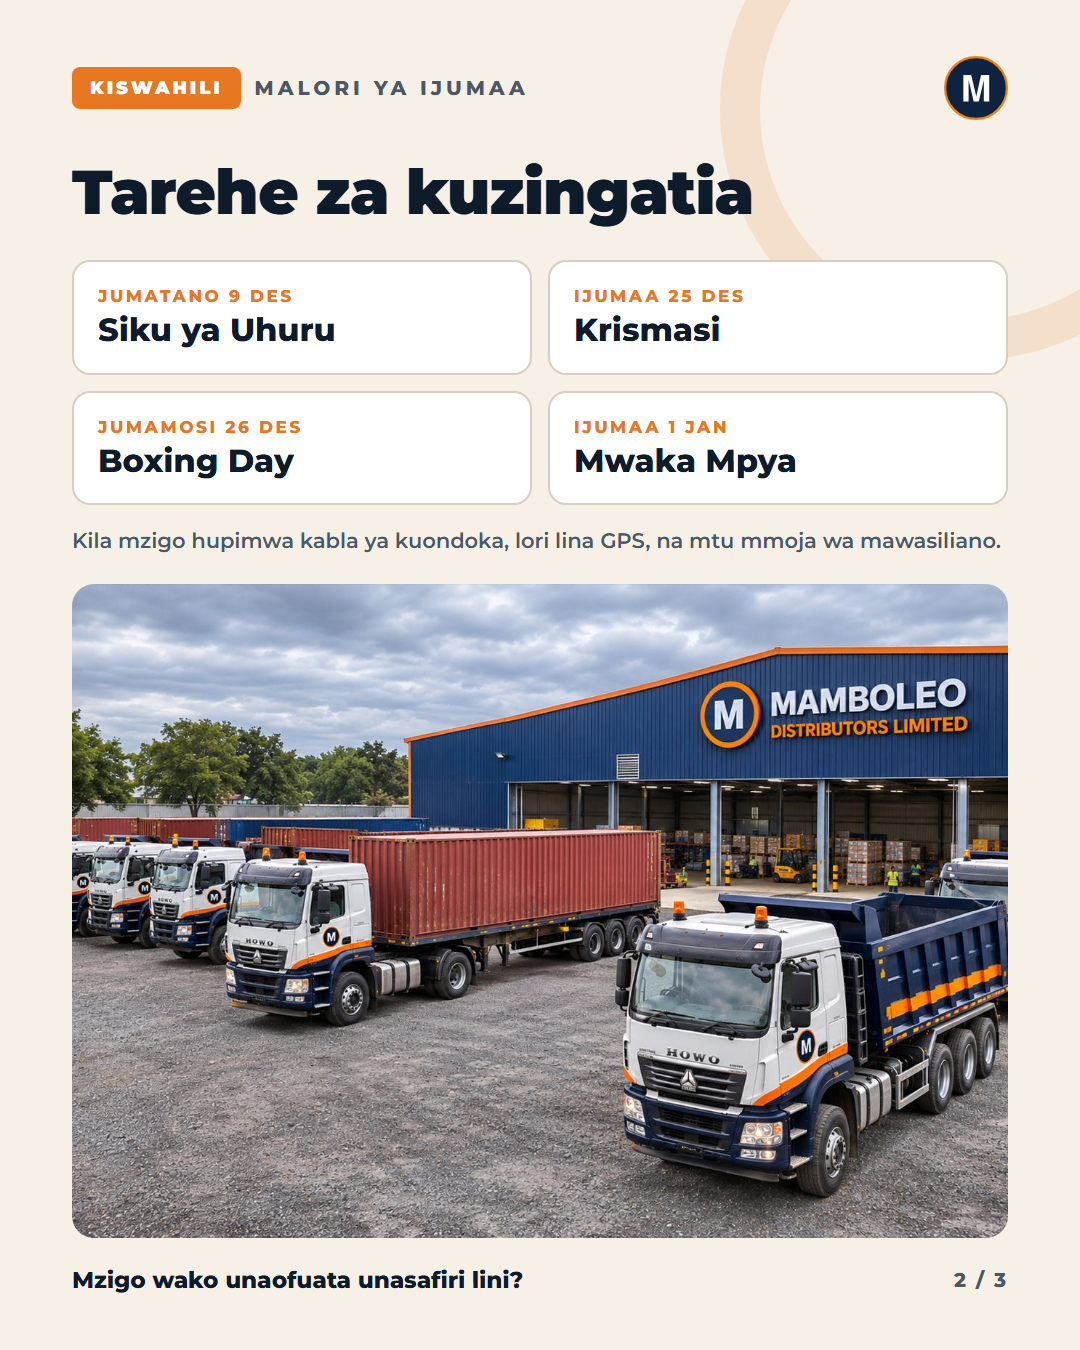 KISWAHILI MALORI YA IJUMAA
M
Tarehe za kuzingatia
JUMATANO 9 DES
Siku ya Uhuru
IJUMAA 25 DES
Krismasi
JUMAMOSI 26 DES
Boxing Day
IJUMAA 1 JAN
Mwaka Mpya
Kila mzigo hupimwa kabla ya kuondoka, lori lina GPS, na mtu mmoja wa mawasiliano.
M MAMBOLEO
DISTRIBUTORS LIMITED
M
M
M
HOWO
M
HOWO
M
Mzigo wako unaofuata unasafiri lini?
2 / 3